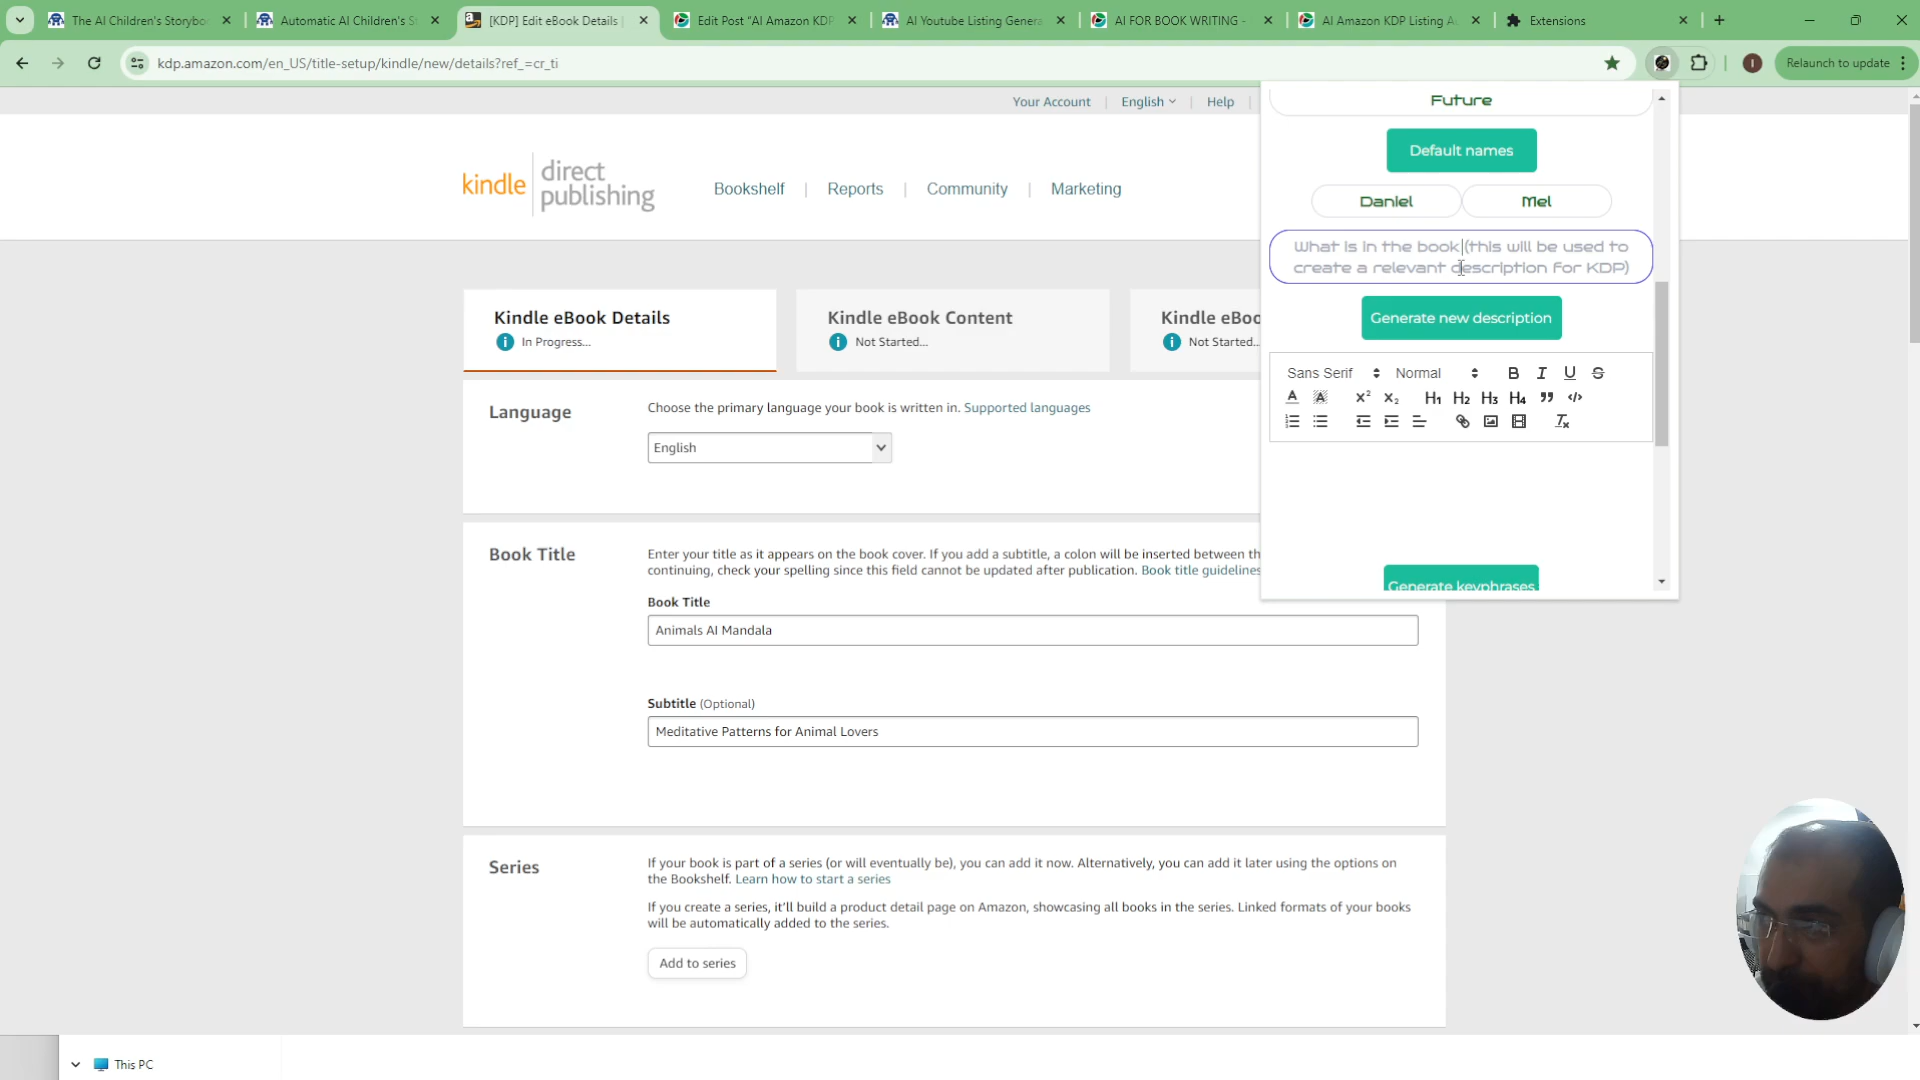 The AI Children's Storybo
Automatic AI Children's S
[KDP] Edit eBook Details |
Edit Post "AI Amazon KDP
AI Youtube Listing Genera
AI FOR BOOK WRITING -
AI Amazon KDP Listing Au
Extensions
kdp.amazon.com/en_US/title-setup/kindle/new/details?ref_=cr_ti
I
Relaunch to update
Your Account
English
Help
kindle direct publishing
Bookshelf
Reports
Community
Marketing
Future
Default names
Daniel
Mel
What is in the book (this will be used to
create a relevant description for KDP)
Generate new description
Sans Serif
Normal
B I U S
A A X² X₂ H1 H2 H3 H4
Generate keyphrases
Kindle eBook Details
In Progress...
Kindle eBook Content
Not Started...
Kindle eBoo
Not Started...
Language
Choose the primary language your book is written in. Supported languages
English
Book Title
Enter your title as it appears on the book cover. If you add a subtitle, a colon will be inserted between th
continuing, check your spelling since this field cannot be updated after publication. Book title guidelines
Book Title
Animals AI Mandala
Subtitle (Optional)
Meditative Patterns for Animal Lovers
Series
If your book is part of a series (or will eventually be), you can add it now. Alternatively, you can add it later using the options on
the Bookshelf. Learn how to start a series
If you create a series, it'll build a product detail page on Amazon, showcasing all books in the series. Linked formats of your books
will be automatically added to the series.
Add to series
This PC